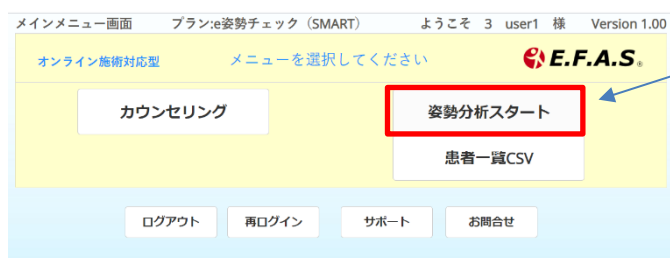 メインメニュー画面 プラン:e姿勢チェック（SMART） ようこそ 3 user1 様 Version 1.00
オンライン施術対応型 メニューを選択してください E.F.A.S.
カウンセリング 姿勢分析スタート
患者一覧CSV
ログアウト 再ログイン サポート お問合せ